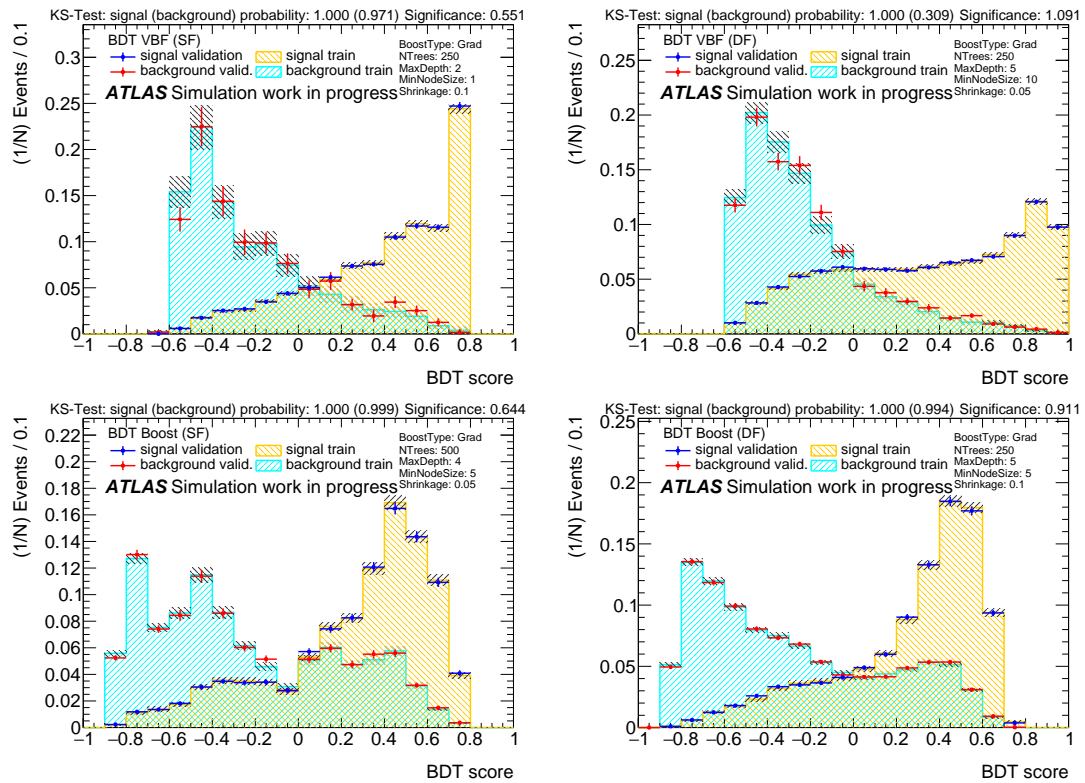 KS-Test: signal (background) probability: 1.000 (0.971) Significance: 0.551
BDT VBF (SF)
signal validation signal train
background valid. background train
BoostType: Grad
NTrees: 250
MaxDepth: 2
MinNodeSize: 1
Shrinkage: 0.1
ATLAS Simulation work in progress
(1/N) Events / 0.1
0.3
0.25
0.2
0.15
0.1
0.05
0
−1 −0.8 −0.6 −0.4 −0.2 0 0.2 0.4 0.6 0.8 1
BDT score
KS-Test: signal (background) probability: 1.000 (0.309) Significance: 1.091
BDT VBF (DF)
signal validation signal train
background valid. background train
BoostType: Grad
NTrees: 250
MaxDepth: 5
MinNodeSize: 10
Shrinkage: 0.05
ATLAS Simulation work in progress
(1/N) Events / 0.1
0.25
0.2
0.15
0.1
0.05
0
−1 −0.8 −0.6 −0.4 −0.2 0 0.2 0.4 0.6 0.8 1
BDT score
KS-Test: signal (background) probability: 1.000 (0.999) Significance: 0.644
BDT Boost (SF)
signal validation signal train
background valid. background train
BoostType: Grad
NTrees: 500
MaxDepth: 4
MinNodeSize: 5
Shrinkage: 0.05
ATLAS Simulation work in progress
(1/N) Events / 0.1
0.22
0.2
0.18
0.16
0.14
0.12
0.1
0.08
0.06
0.04
0.02
0
−1 −0.8 −0.6 −0.4 −0.2 0 0.2 0.4 0.6 0.8 1
BDT score
KS-Test: signal (background) probability: 1.000 (0.994) Significance: 0.911
BDT Boost (DF)
signal validation signal train
background valid. background train
BoostType: Grad
NTrees: 250
MaxDepth: 5
MinNodeSize: 5
Shrinkage: 0.1
ATLAS Simulation work in progress
(1/N) Events / 0.1
0.25
0.2
0.15
0.1
0.05
0
−1 −0.8 −0.6 −0.4 −0.2 0 0.2 0.4 0.6 0.8 1
BDT score